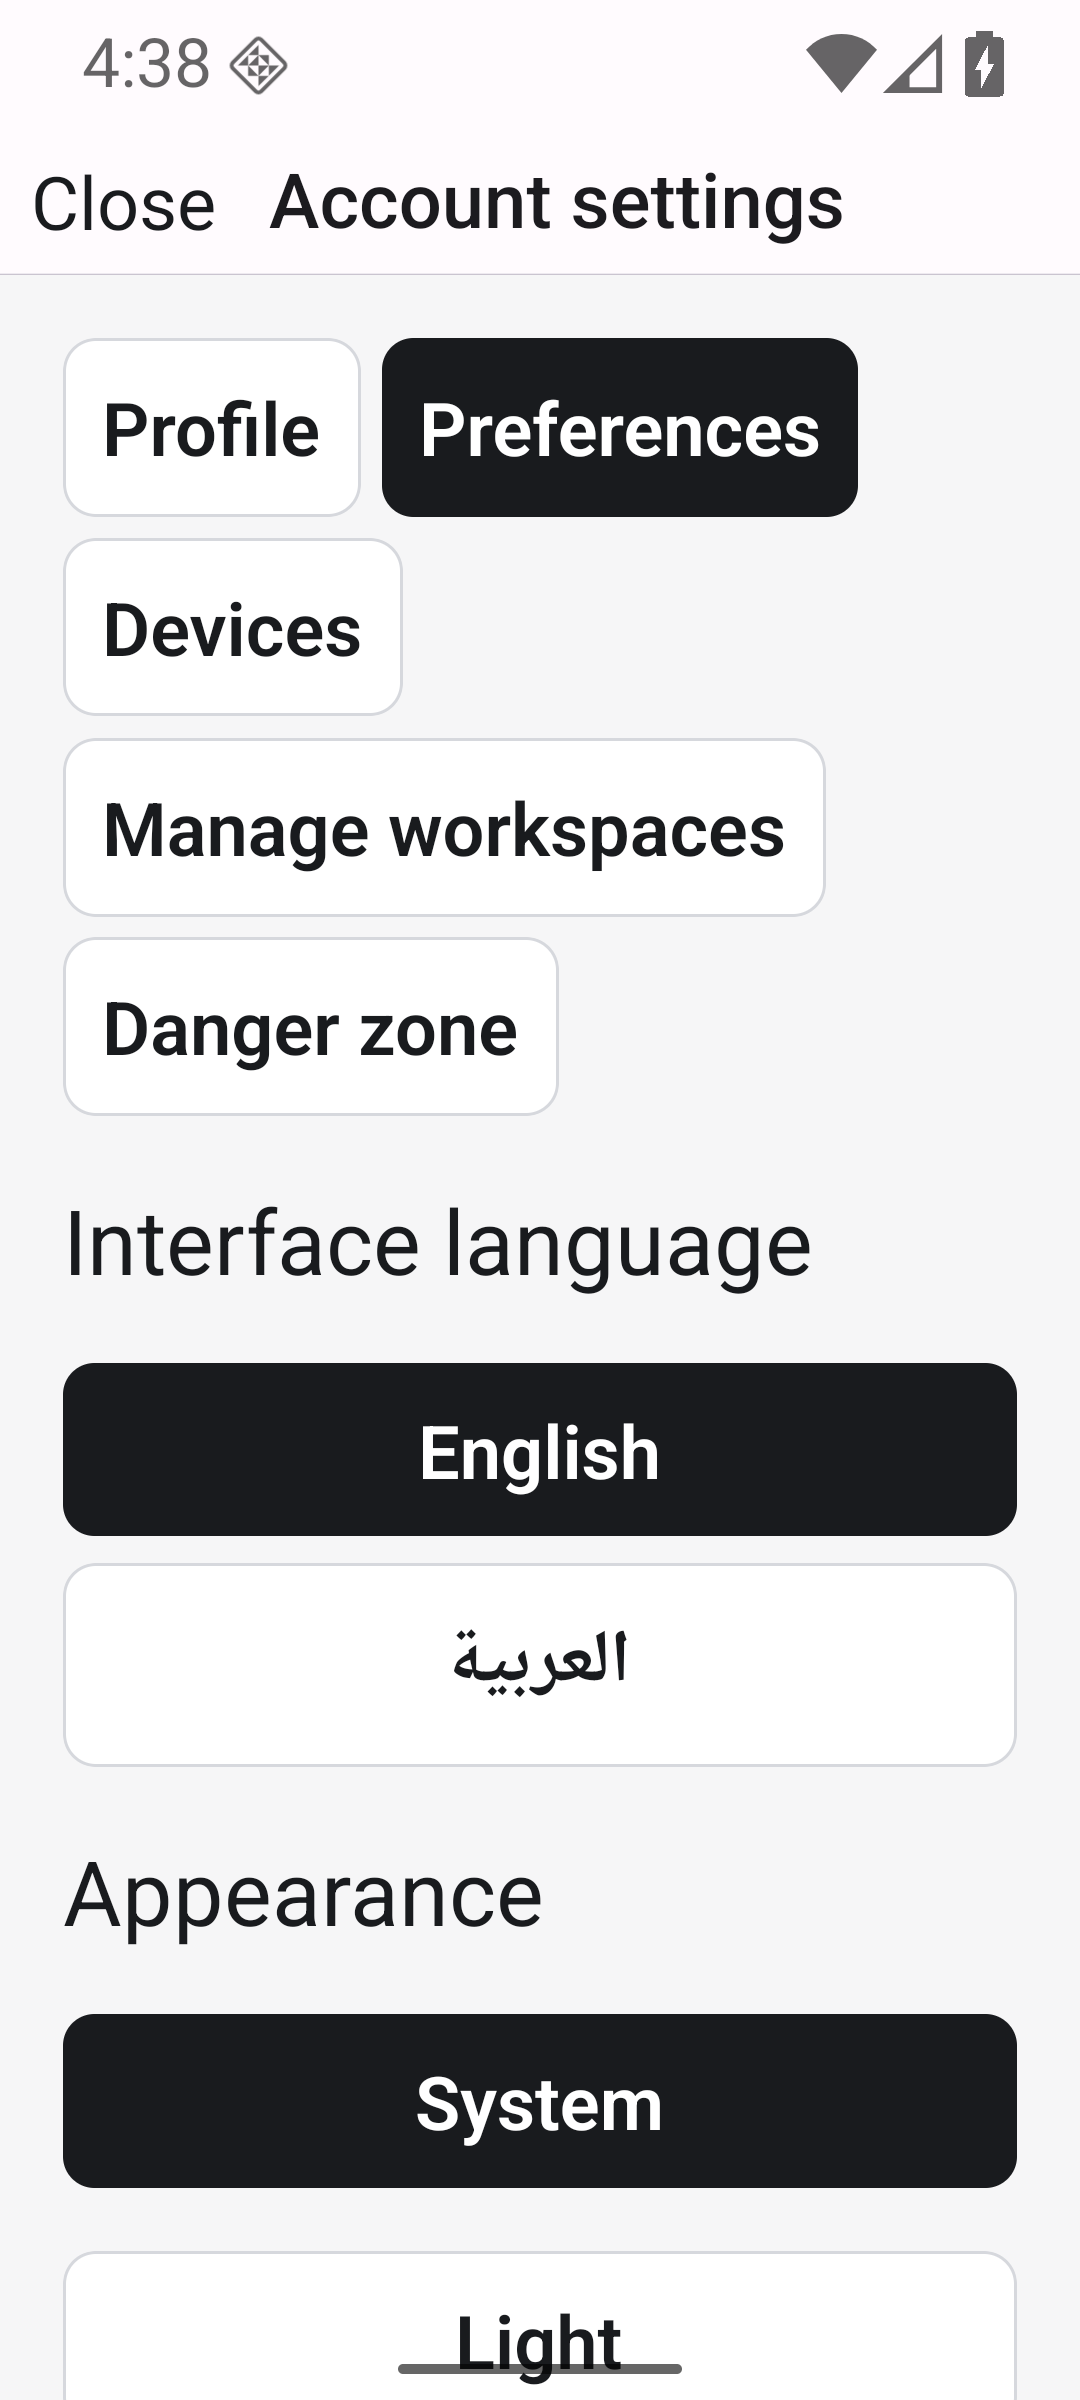 4:38
Close Account settings
Profile Preferences
Devices
Manage workspaces
Danger zone
Interface language
English
العربية
Appearance
System
Light